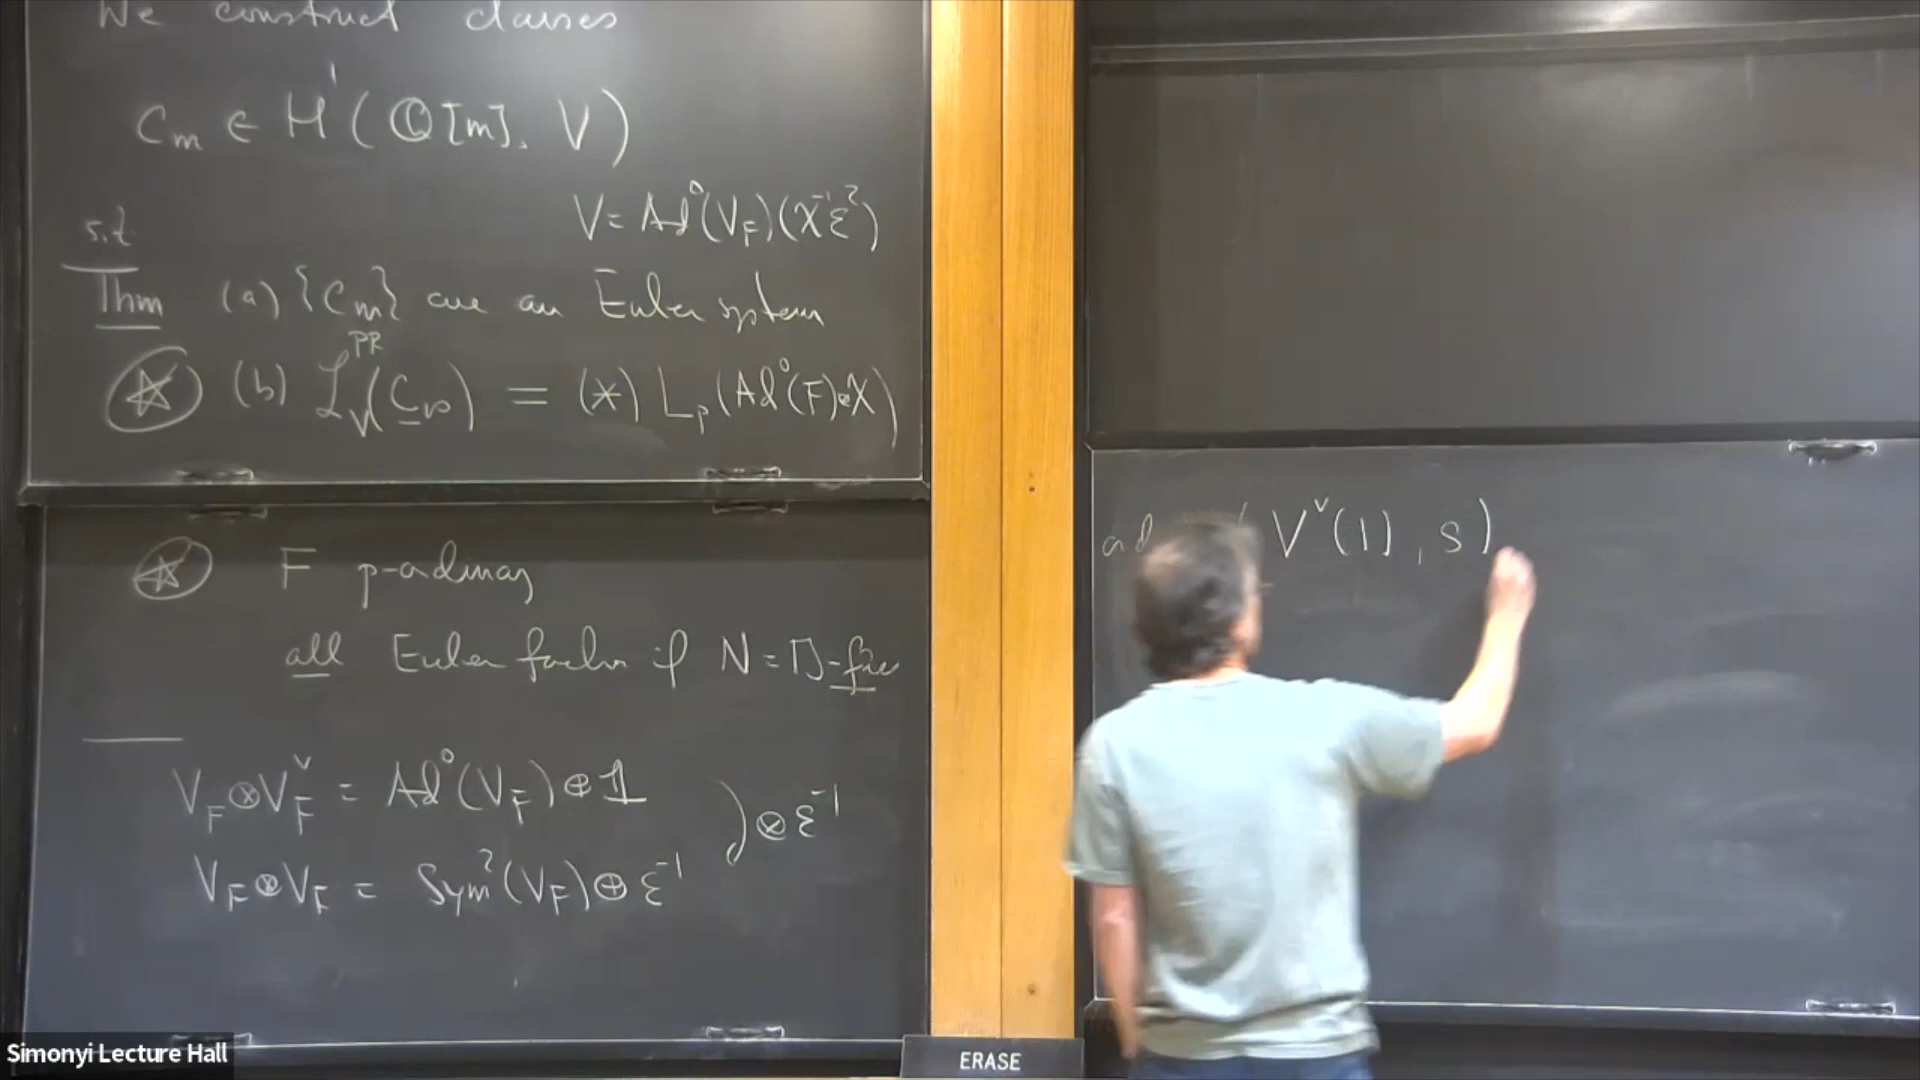 We construct classes
C_m ∈ H^1(ℚ[m], V)
V = Ad^0(V_F)(χ^{-1}ε^2)
s.t.
Thm (a) {C_m} are an Euler system
(b) ℒ_V^{PR}(C_∞) = (*) L_p(Ad^0(F)⊗χ)
F p-ordinary
all Euler factor if N = □-free
V_F ⊗ V_F^∨ = Ad^0(V_F) ⊕ 𝟙
) ⊗ ε^{-1}
V_F ⊗ V_F = Sym^2(V_F) ⊕ ε^{-1}
V^∨(1), s)
Simonyi Lecture Hall
ERASE